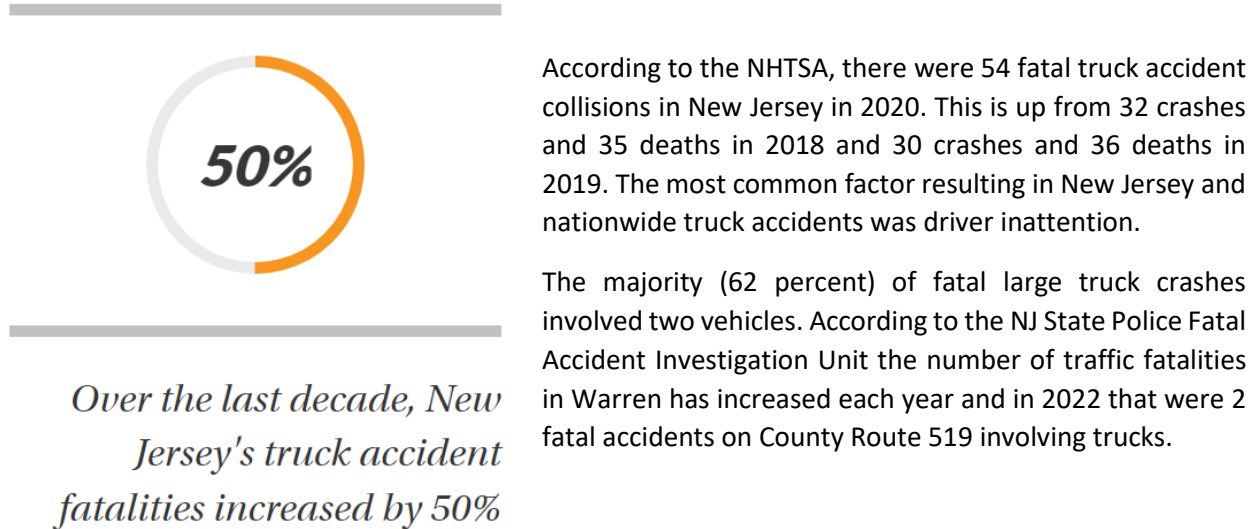 50%
Over the last decade, New
Jersey's truck accident
fatalities increased by 50%
According to the NHTSA, there were 54 fatal truck accident
collisions in New Jersey in 2020. This is up from 32 crashes
and 35 deaths in 2018 and 30 crashes and 36 deaths in
2019. The most common factor resulting in New Jersey and
nationwide truck accidents was driver inattention.
The majority (62 percent) of fatal large truck crashes
involved two vehicles. According to the NJ State Police Fatal
Accident Investigation Unit the number of traffic fatalities
in Warren has increased each year and in 2022 that were 2
fatal accidents on County Route 519 involving trucks.